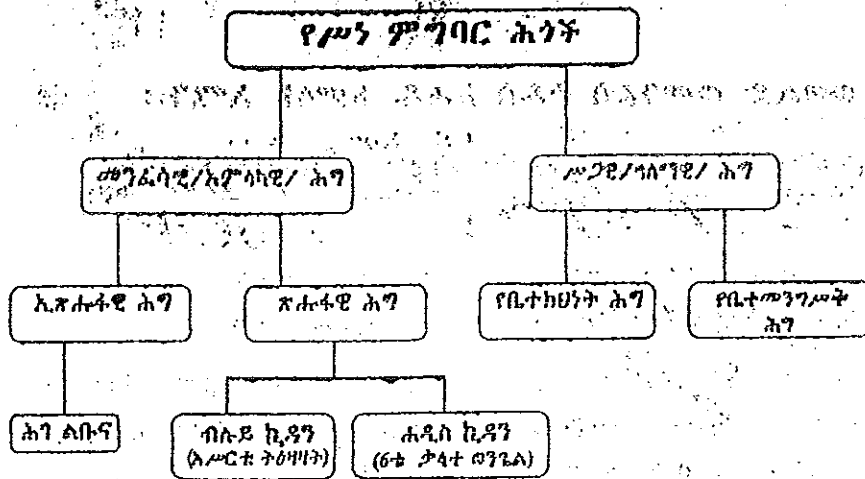 የሥነ ምግባር ሕጎች
መንፈሳዊ/አምላካዊ/ ሕግ
ሥጋዊ/ዓለማዊ/ ሕግ
ኢጽሑፋዊ ሕግ
ጽሑፋዊ ሕግ
የቤተክህነት ሕግ
የቤተመንግሥት
ሕግ
ሕገ ልቡና
ብሉይ ኪዳን
(አሥርቱ ትዕዛዛት)
ሐዲስ ኪዳን
(6ቱ ቃላተ ወንጌል)